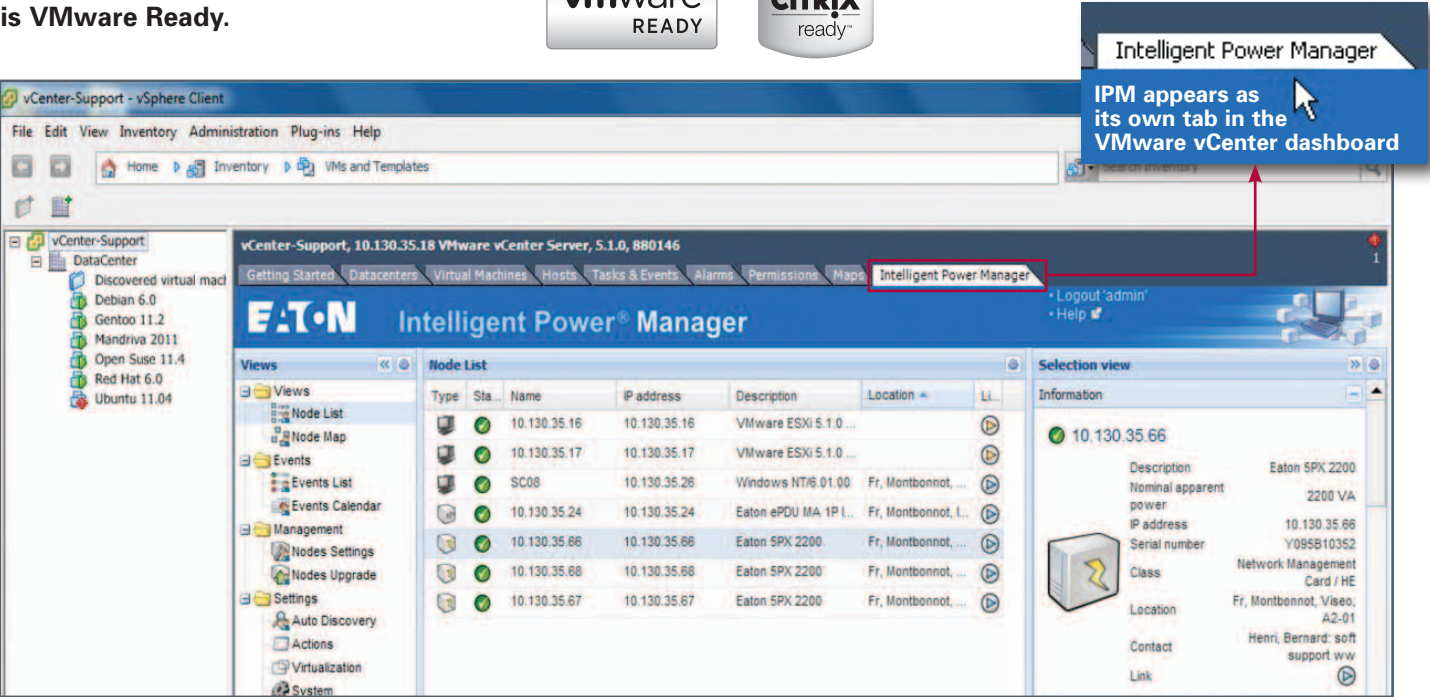 is VMware Ready.
vmware
READY
CITRIX
ready™
Intelligent Power Manager
IPM appears as
its own tab in the
VMware vCenter dashboard
vCenter-Support - vSphere Client
File Edit View Inventory Administration Plug-ins Help
Home Inventory VMs and Templates
Search Inventory
vCenter-Support
DataCenter
Discovered virtual mach
Debian 6.0
Gentoo 11.2
Mandriva 2011
Open Suse 11.4
Red Hat 6.0
Ubuntu 11.04
vCenter-Support, 10.130.35.18 VMware vCenter Server, 5.1.0, 880146
1
Getting Started Datacenters Virtual Machines Hosts Tasks & Events Alarms Permissions Maps Intelligent Power Manager
EATON Intelligent Power® Manager
Logout 'admin'
Help
Views
Views
Node List
Node Map
Events
Events List
Events Calendar
Management
Nodes Settings
Nodes Upgrade
Settings
Auto Discovery
Actions
Virtualization
System
Node List
Type Sta... Name IP address Description Location Li...
10.130.35.16 10.130.35.16 VMware ESXi 5.1.0 ...
10.130.35.17 10.130.35.17 VMware ESXi 5.1.0 ...
SC08 10.130.35.26 Windows NT/6.01.00 Fr, Montbonnot, ...
10.130.35.24 10.130.35.24 Eaton ePDU MA 1P I... Fr, Montbonnot, I...
10.130.35.66 10.130.35.66 Eaton 5PX 2200 Fr, Montbonnot, ...
10.130.35.68 10.130.35.68 Eaton 5PX 2200 Fr, Montbonnot, ...
10.130.35.67 10.130.35.67 Eaton 5PX 2200 Fr, Montbonnot, ...
Selection view
Information
10.130.35.66
Description Eaton 5PX 2200
Nominal apparent
power 2200 VA
IP address 10.130.35.66
Serial number Y095B10352
Class Network Management
Card / HE
Location Fr, Montbonnot, Viseo,
A2-01
Contact Henri, Bernard: soft
support ww
Link